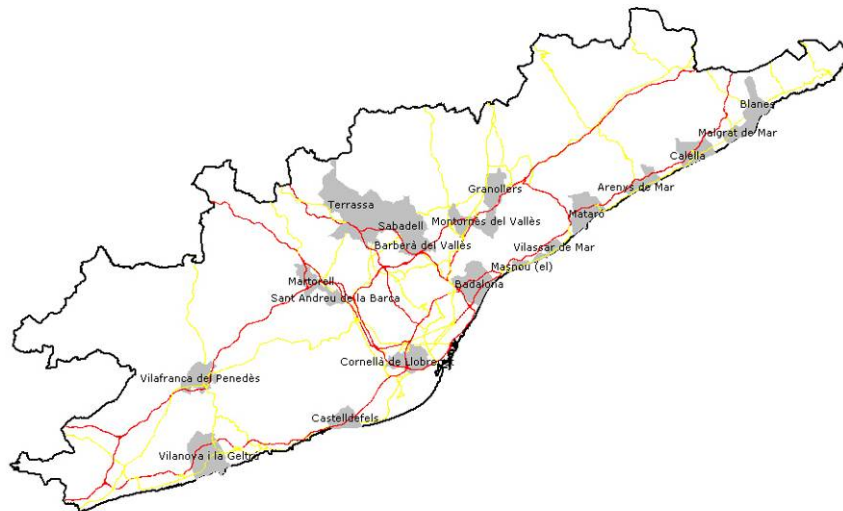 Blanes
Malgrat de Mar
Calella
Granollers
Arenys de Mar
Terrassa
Montornès del Vallès
Mataró
Sabadell
Barberà del Vallès
Vilassar de Mar
Masnou (el)
Martorell
Badalona
Sant Andreu de la Barca
Cornellà de Llobre
Vilafranca del Penedès
Castelldefels
Vilanova i la Geltrú